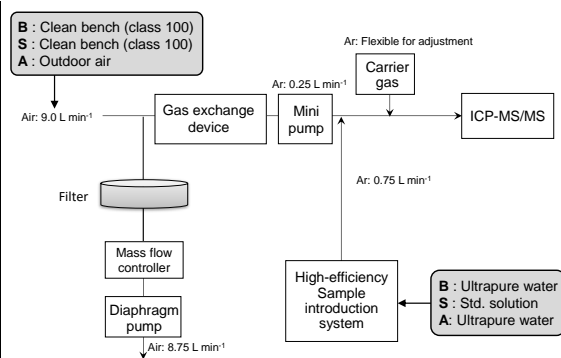 B : Clean bench (class 100)
S : Clean bench (class 100)
A : Outdoor air
Ar: Flexible for adjustment
Carrier
gas
Ar: 0.25 L min-1
Air: 9.0 L min-1
Gas exchange
device
Mini
pump
ICP-MS/MS
Ar: 0.75 L min-1
Filter
Mass flow
controller
High-efficiency
Sample
introduction
system
B : Ultrapure water
S : Std. solution
A: Ultrapure water
Diaphragm
pump
Air: 8.75 L min-1